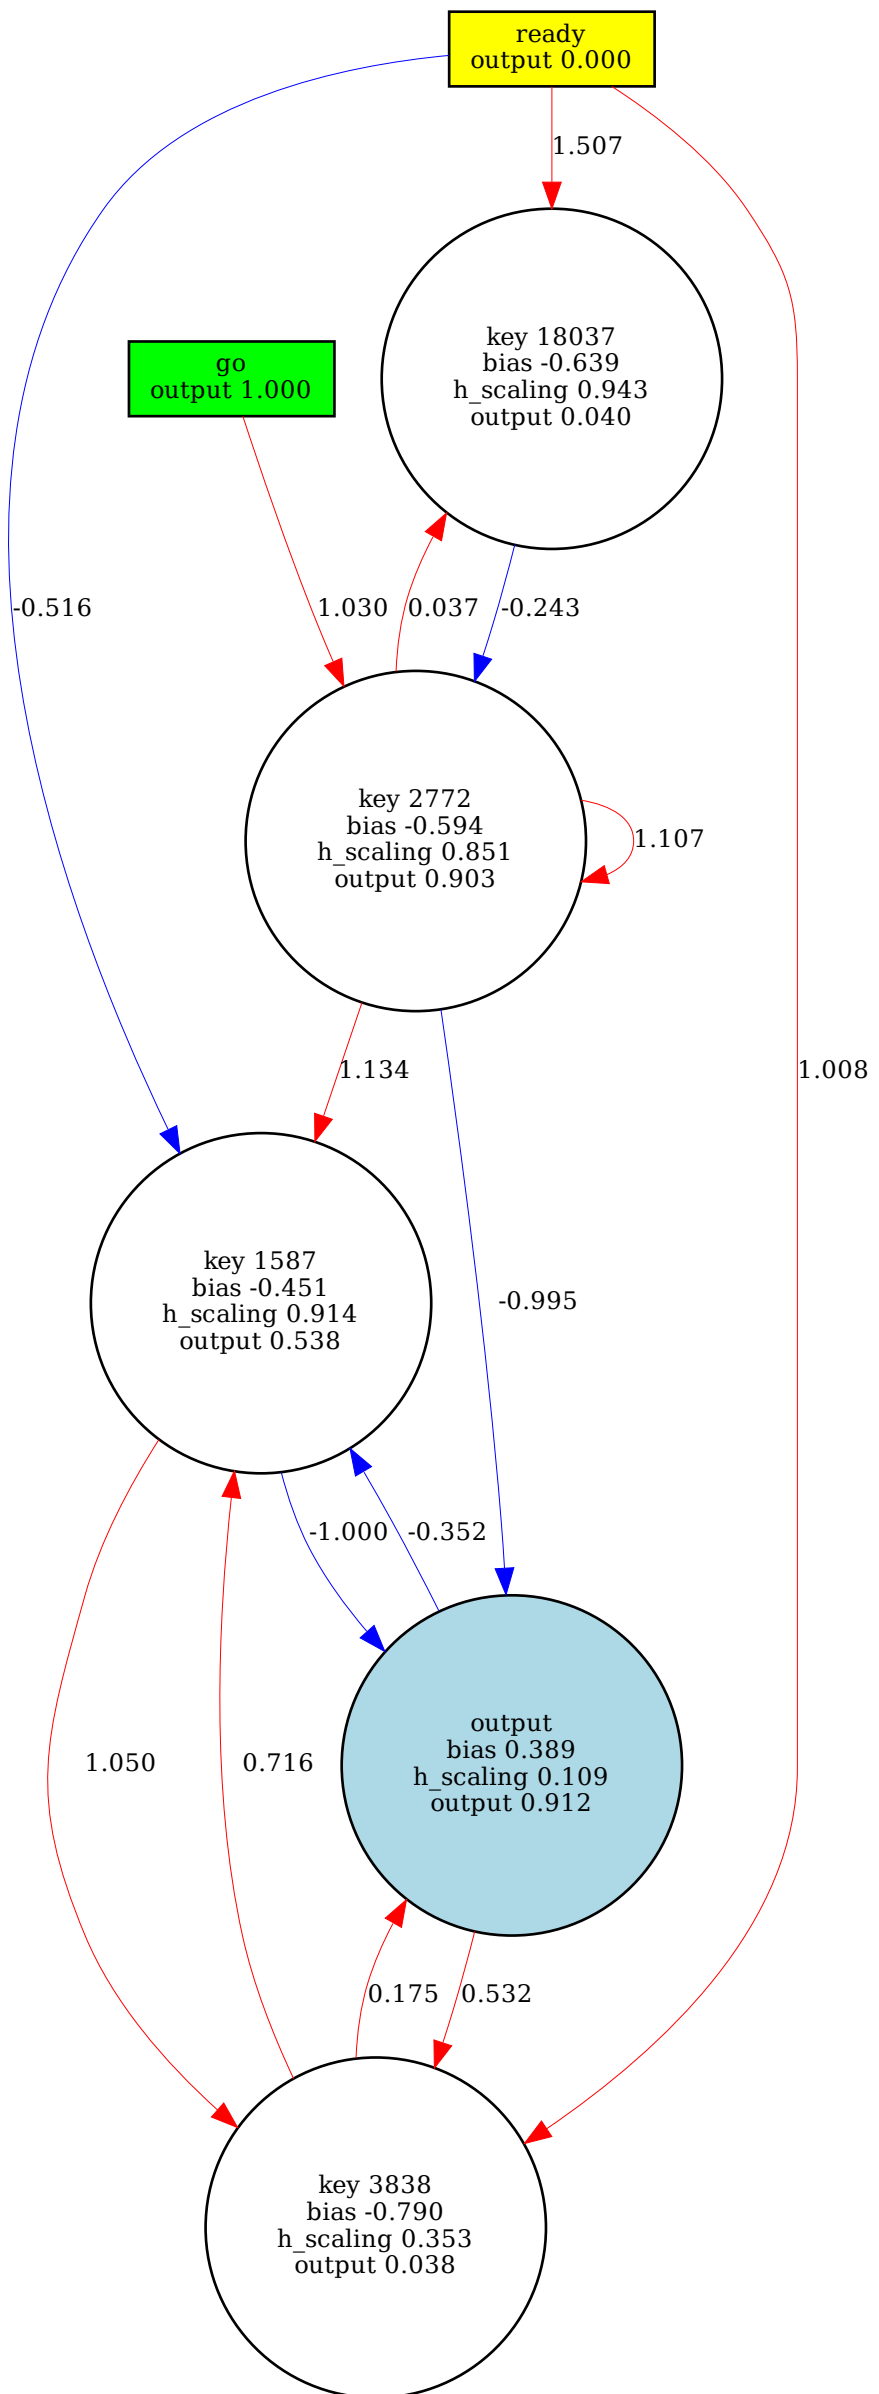 ready
output 0.000
1.507
key 18037
bias -0.639
h_scaling 0.943
output 0.040
go
output 1.000
-0.516
1.030
0.037
-0.243
key 2772
bias -0.594
h_scaling 0.851
output 0.903
1.107
1.134
1.008
key 1587
bias -0.451
h_scaling 0.914
output 0.538
-0.995
-1.000
-0.352
output
bias 0.389
h_scaling 0.109
output 0.912
1.050
0.716
0.175
0.532
key 3838
bias -0.790
h_scaling 0.353
output 0.038